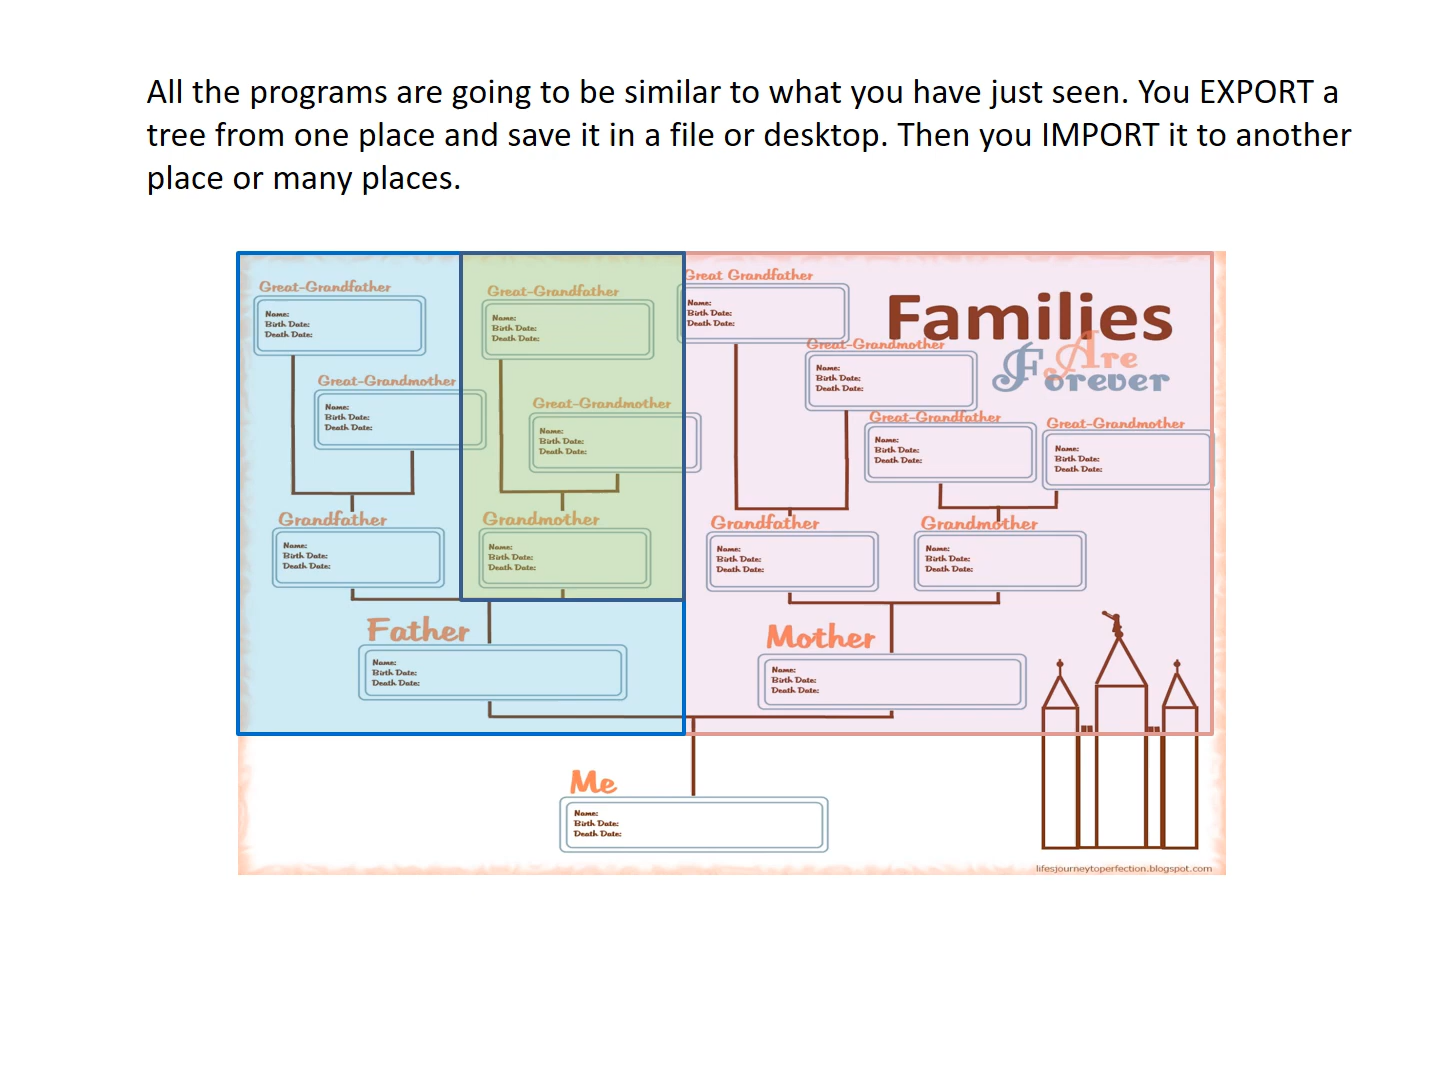 All the programs are going to be similar to what you have just seen. You EXPORT a
tree from one place and save it in a file or desktop. Then you IMPORT it to another
place or many places.
Great-Grandfather
Name:
Birth Date:
Death Date:
Great-Grandmother
Name:
Birth Date:
Death Date:
Great-Grandfather
Name:
Birth Date:
Death Date:
Great-Grandmother
Name:
Birth Date:
Death Date:
Great Grandfather
Name:
Birth Date:
Death Date:
Great-Grandmother
Name:
Birth Date:
Death Date:
Families
Are
Forever
Great-Grandfather
Name:
Birth Date:
Death Date:
Great-Grandmother
Name:
Birth Date:
Death Date:
Grandfather
Name:
Birth Date:
Death Date:
Grandmother
Name:
Birth Date:
Death Date:
Grandfather
Name:
Birth Date:
Death Date:
Grandmother
Name:
Birth Date:
Death Date:
Father
Name:
Birth Date:
Death Date:
Mother
Name:
Birth Date:
Death Date:
Me
Name:
Birth Date:
Death Date:
lifesjourneytoperfection.blogspot.com